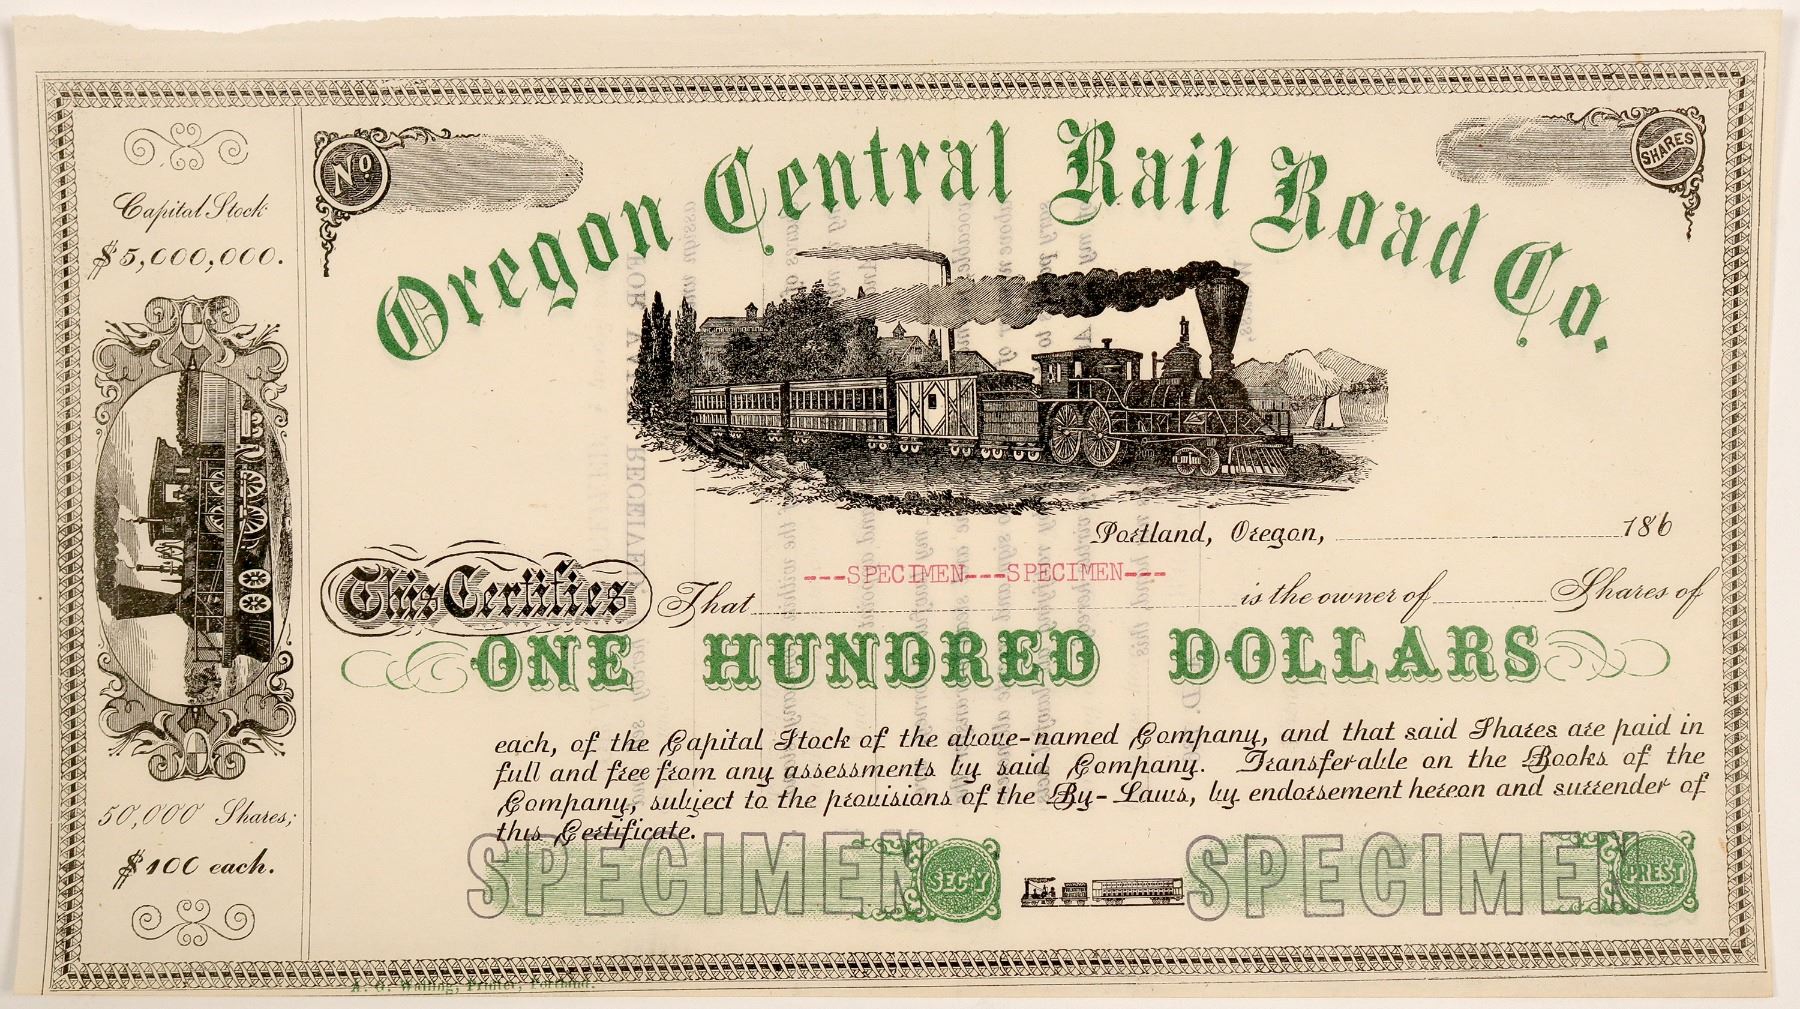 Nº
SHARES
Oregon Central Rail Road Co.
Capital Stock
$5,000,000.
50,000 Shares;
$100 each.
Portland, Oregon, 186
---SPECIMEN---SPECIMEN---
This Certifies That is the owner of Shares of
ONE HUNDRED DOLLARS
each, of the Capital Stock of the above-named Company, and that said Shares are paid in
full and free from any assessments by said Company. Transferable on the Books of the
Company, subject to the provisions of the By-Laws, by endorsement hereon and surrender of
this Certificate.
SPECIMEN SEC'Y SPECIMEN PREST
A. G. Walling, Printer, Portland.